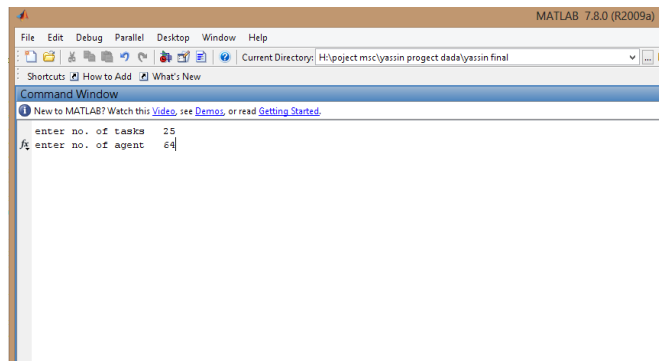 MATLAB 7.8.0 (R2009a)
File Edit Debug Parallel Desktop Window Help
Current Directory: H:\poject msc\yassin progect dada\yassin final
Shortcuts How to Add What's New
Command Window
New to MATLAB? Watch this Video, see Demos, or read Getting Started.
enter no. of tasks 25
fx enter no. of agent 64